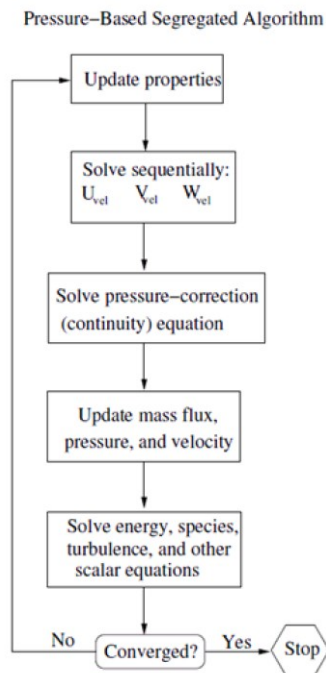 Pressure-Based Segregated Algorithm
Update properties
Solve sequentially:
Uvel Vvel Wvel
Solve pressure-correction
(continuity) equation
Update mass flux,
pressure, and velocity
Solve energy, species,
turbulence, and other
scalar equations
No Converged? Yes Stop